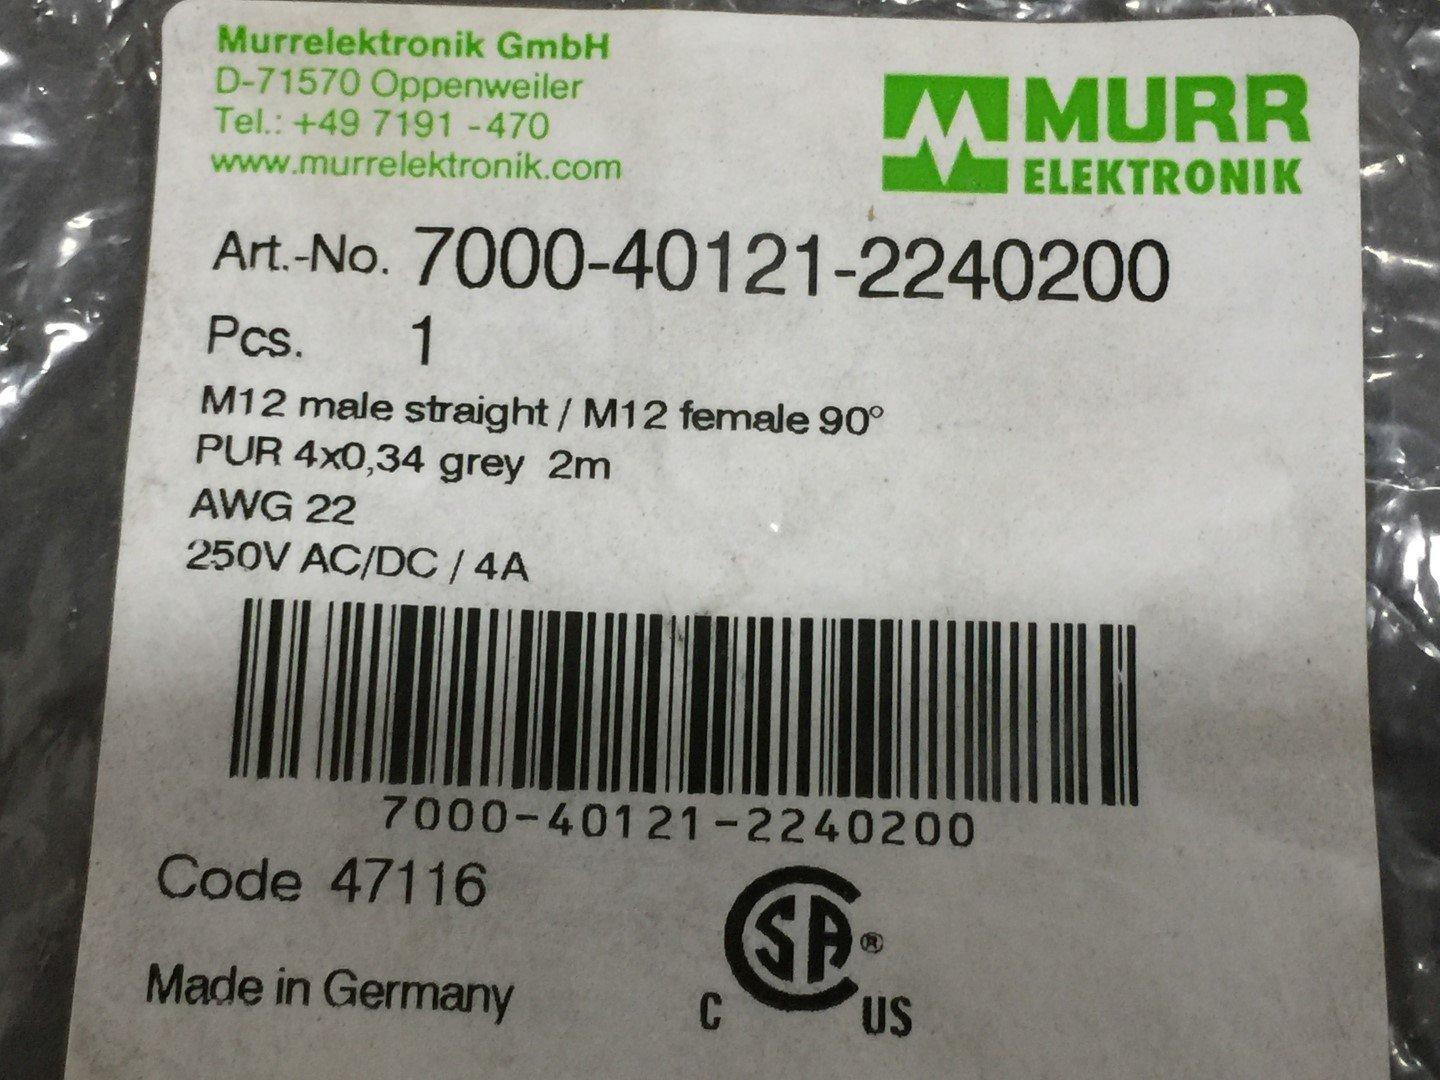 Murrelektronik GmbH
D-71570 Oppenweiler
Tel.: +49 7191 -470
www.murrelektronik.com
MURR
ELEKTRONIK
Art.-No. 7000-40121-2240200
Pcs. 1
M12 male straight / M12 female 90°
PUR 4x0,34 grey 2m
AWG 22
250V AC/DC / 4A
7000-40121-2240200
Code 47116
CSA ®
C US
Made in Germany